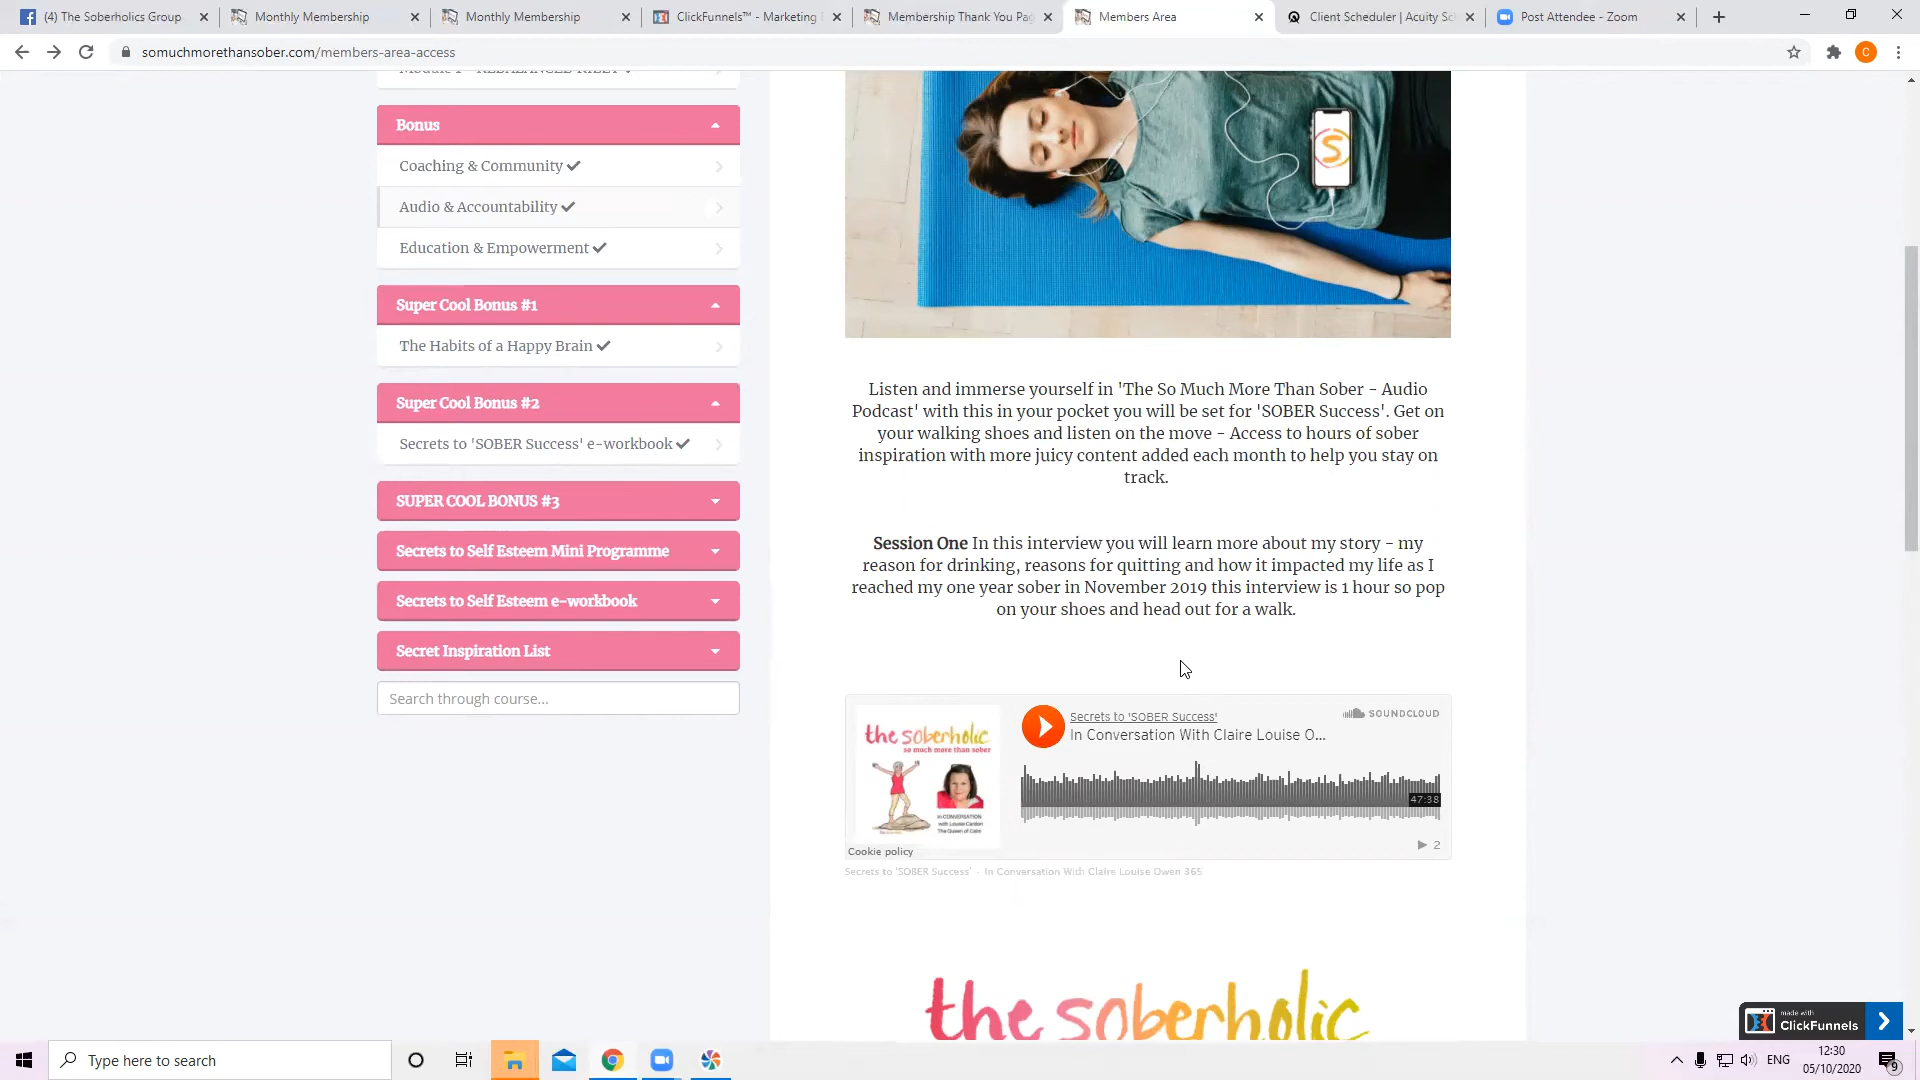 (4) The Soberholics Group
Monthly Membership
Monthly Membership
ClickFunnels™ - Marketing
Membership Thank You Pag
Members Area
Client Scheduler | Acuity Sc
Post Attendee - Zoom
somuchmorethansober.com/members-area-access
C
Bonus
Coaching & Community
Audio & Accountability
Education & Empowerment
Super Cool Bonus #1
The Habits of a Happy Brain
Super Cool Bonus #2
Secrets to 'SOBER Success' e-workbook
SUPER COOL BONUS #3
Secrets to Self Esteem Mini Programme
Secrets to Self Esteem e-workbook
Secret Inspiration List
Search through course...
S
Listen and immerse yourself in 'The So Much More Than Sober - Audio
Podcast' with this in your pocket you will be set for 'SOBER Success'. Get on
your walking shoes and listen on the move - Access to hours of sober
inspiration with more juicy content added each month to help you stay on
track.
Session One In this interview you will learn more about my story - my
reason for drinking, reasons for quitting and how it impacted my life as I
reached my one year sober in November 2019 this interview is 1 hour so pop
on your shoes and head out for a walk.
the soberholic
so much more than sober
in CONVERSATION
with Louise Cardon
The Queen of Calm
Secrets to 'SOBER Success'
In Conversation With Claire Louise O...
SOUNDCLOUD
47:38
2
Cookie policy
Secrets to 'SOBER Success' - In Conversation With Claire Louise Owen 365
the soberholic
made with
ClickFunnels
Type here to search
ENG
12:30
05/10/2020
9